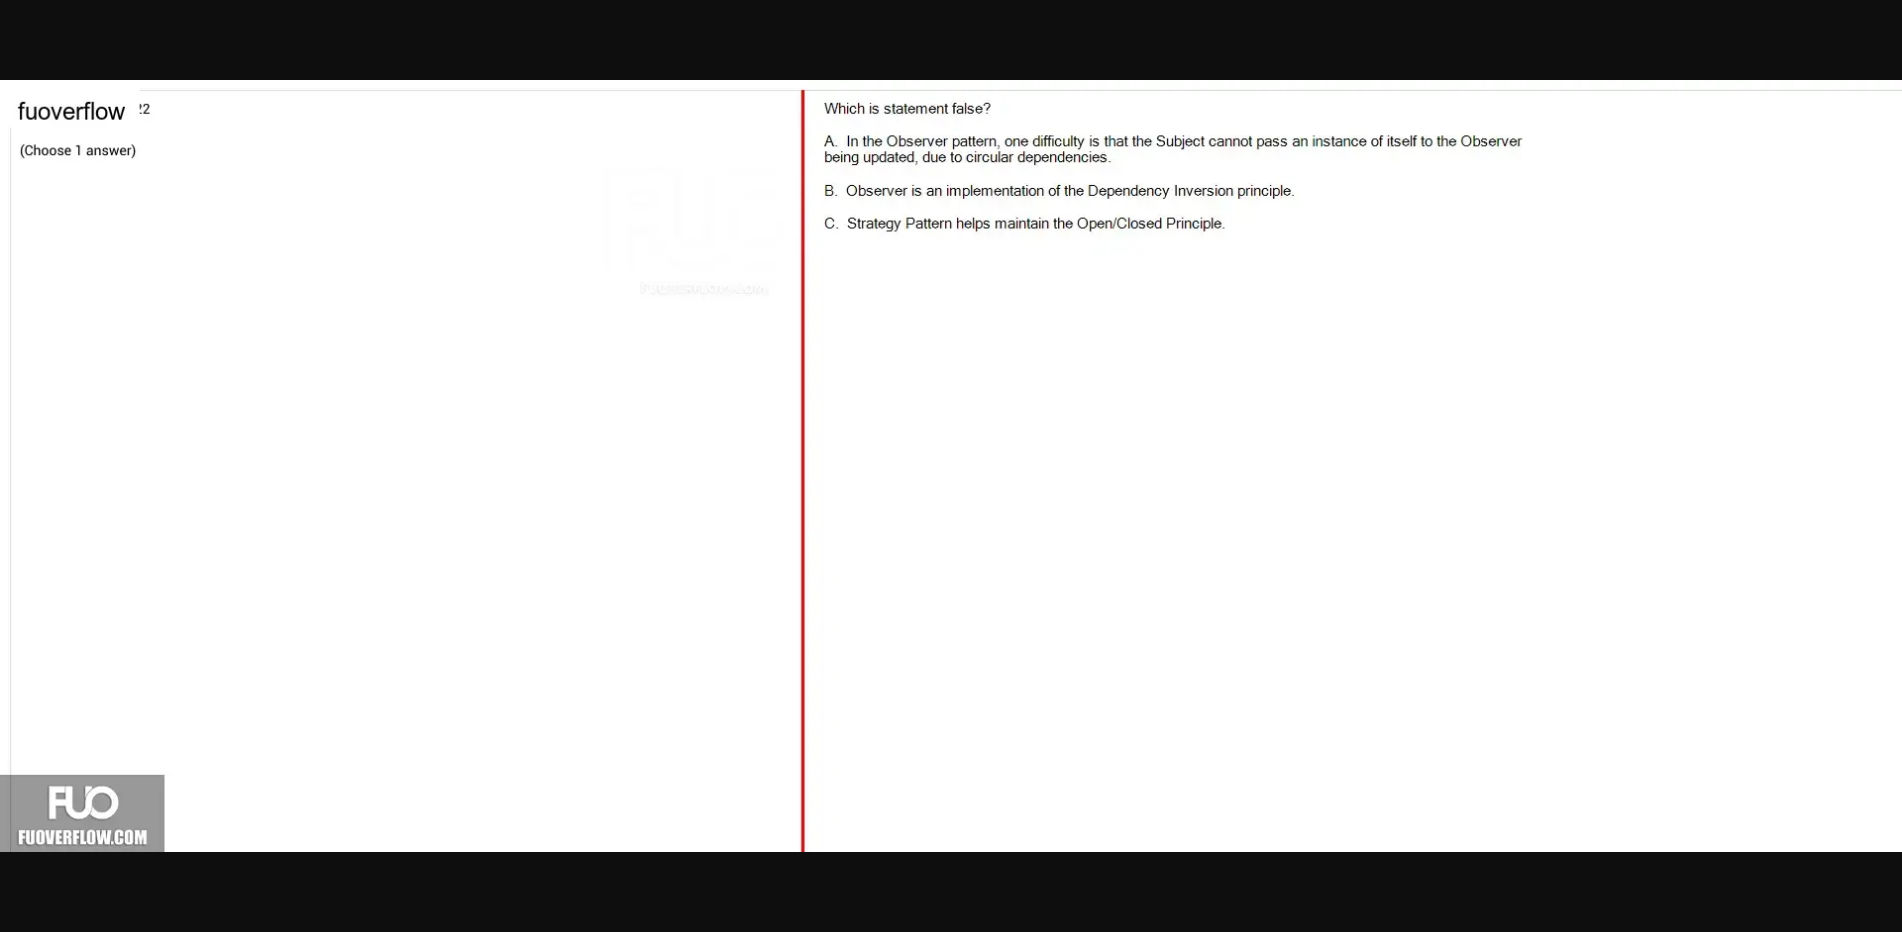 fuoverflow 22
(Choose 1 answer)
Which is statement false?
A. In the Observer pattern, one difficulty is that the Subject cannot pass an instance of itself to the Observer
being updated, due to circular dependencies.
B. Observer is an implementation of the Dependency Inversion principle.
C. Strategy Pattern helps maintain the Open/Closed Principle.
FUOVERFLOW.COM
FUO
FUOVERFLOW.COM